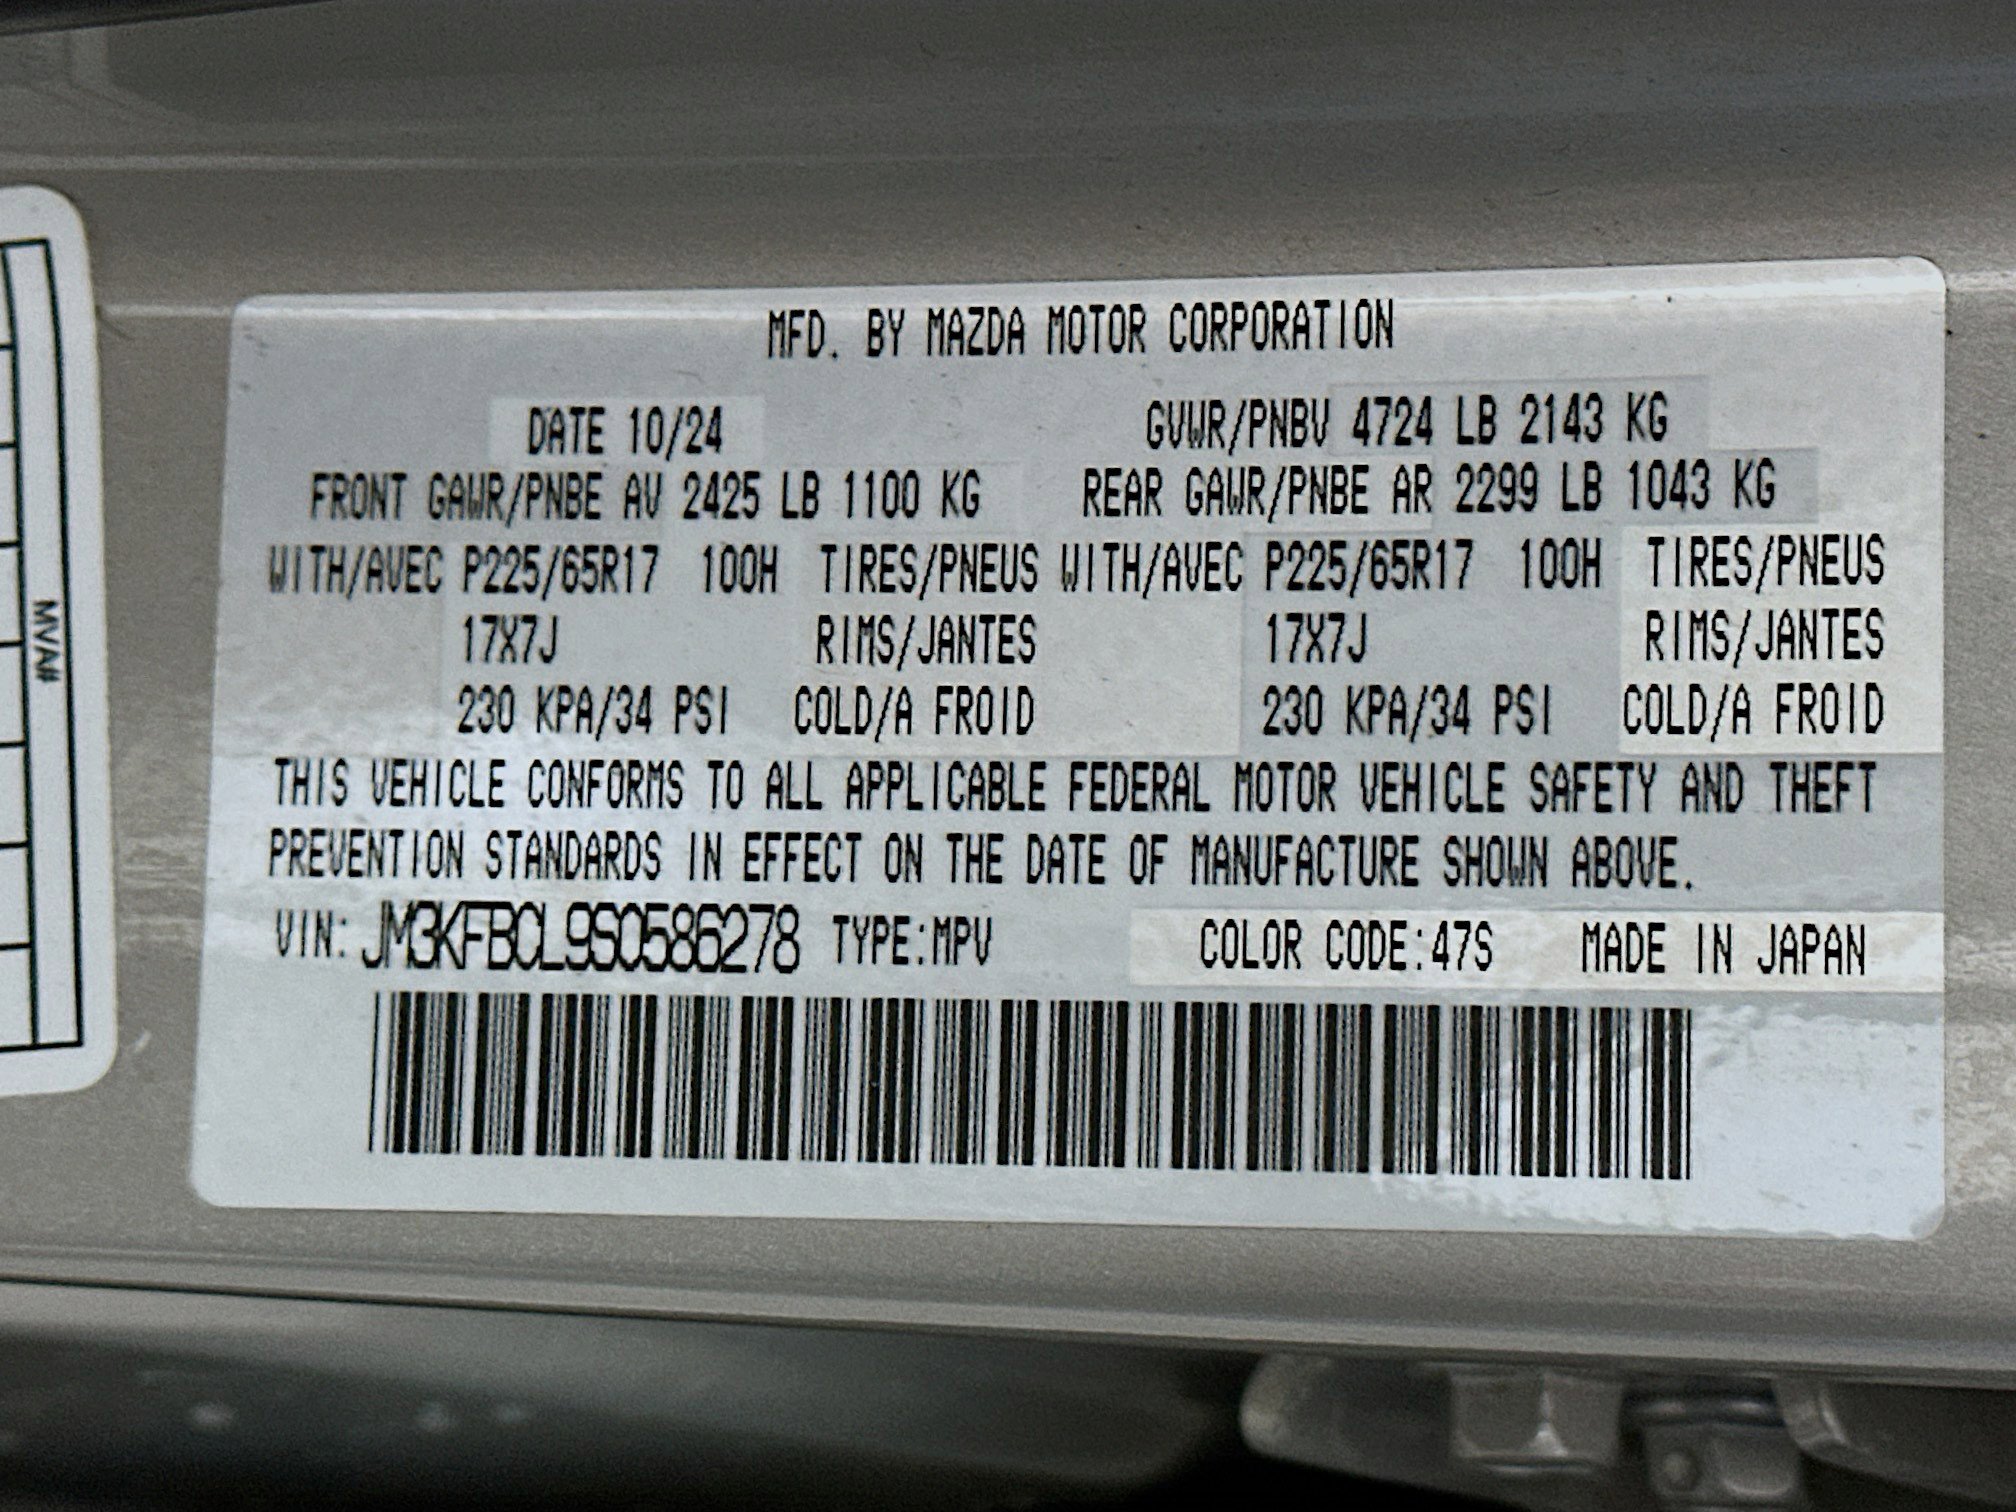 MFD. BY MAZDA MOTOR CORPORATION
DATE 10/24 GVWR/PNBV 4724 LB 2143 KG
FRONT GAWR/PNBE AV 2425 LB 1100 KG REAR GAWR/PNBE AR 2299 LB 1043 KG
WITH/AVEC P225/65R17 100H TIRES/PNEUS WITH/AVEC P225/65R17 100H TIRES/PNEUS
17X7J RIMS/JANTES 17X7J RIMS/JANTES
230 KPA/34 PSI COLD/A FROID 230 KPA/34 PSI COLD/A FROID
THIS VEHICLE CONFORMS TO ALL APPLICABLE FEDERAL MOTOR VEHICLE SAFETY AND THEFT
PREVENTION STANDARDS IN EFFECT ON THE DATE OF MANUFACTURE SHOWN ABOVE.
VIN: JM3KFBCL9S0586278 TYPE:MPV COLOR CODE:47S MADE IN JAPAN
MVA#